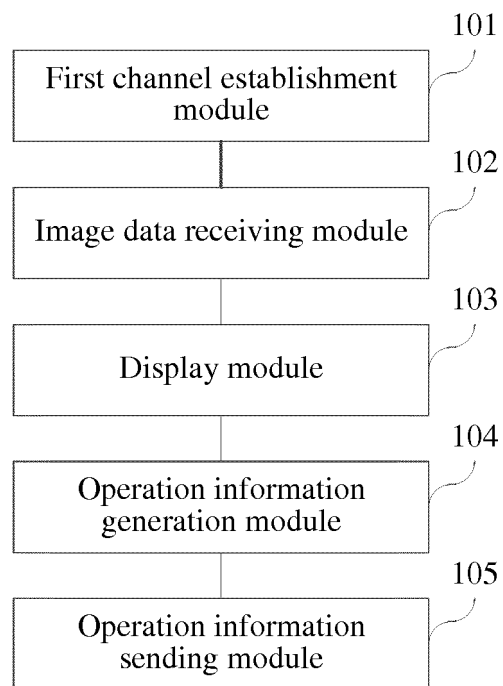 101
First channel establishment
module
102
Image data receiving module
103
Display module
104
Operation information
generation module
105
Operation information
sending module